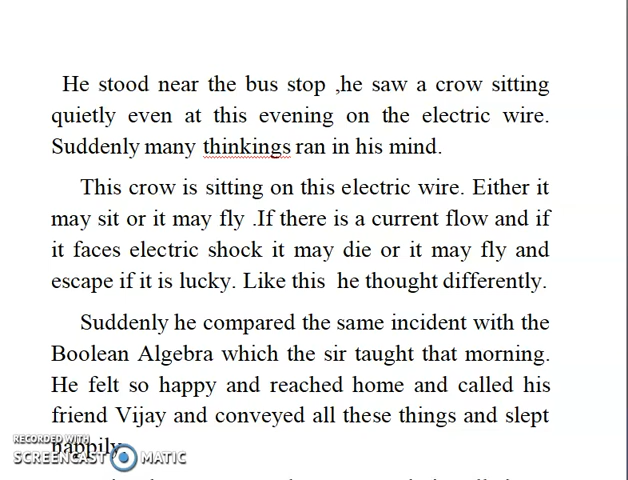 He stood near the bus stop ,he saw a crow sitting
quietly even at this evening on the electric wire.
Suddenly many thinkings ran in his mind.
This crow is sitting on this electric wire. Either it
may sit or it may fly .If there is a current flow and if
it faces electric shock it may die or it may fly and
escape if it is lucky. Like this  he thought differently.
Suddenly he compared the same incident with the
Boolean Algebra which the sir taught that morning.
He felt so happy and reached home and called his
friend Vijay and conveyed all these things and slept
happily.
RECORDED WITH
SCREENCAST MATIC